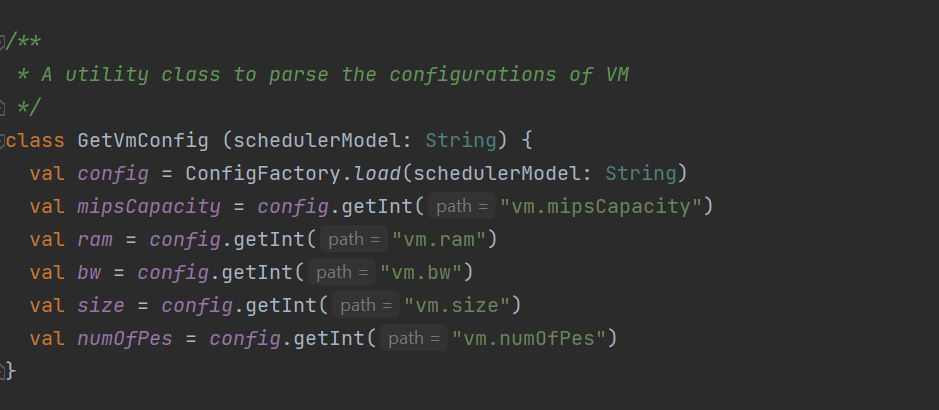 /**
 * A utility class to parse the configurations of VM
 */
class GetVmConfig (schedulerModel: String) {
  val config = ConfigFactory.load(schedulerModel: String)
  val mipsCapacity = config.getInt( path = "vm.mipsCapacity")
  val ram = config.getInt( path = "vm.ram")
  val bw = config.getInt( path = "vm.bw")
  val size = config.getInt( path = "vm.size")
  val numOfPes = config.getInt( path = "vm.numOfPes")
}